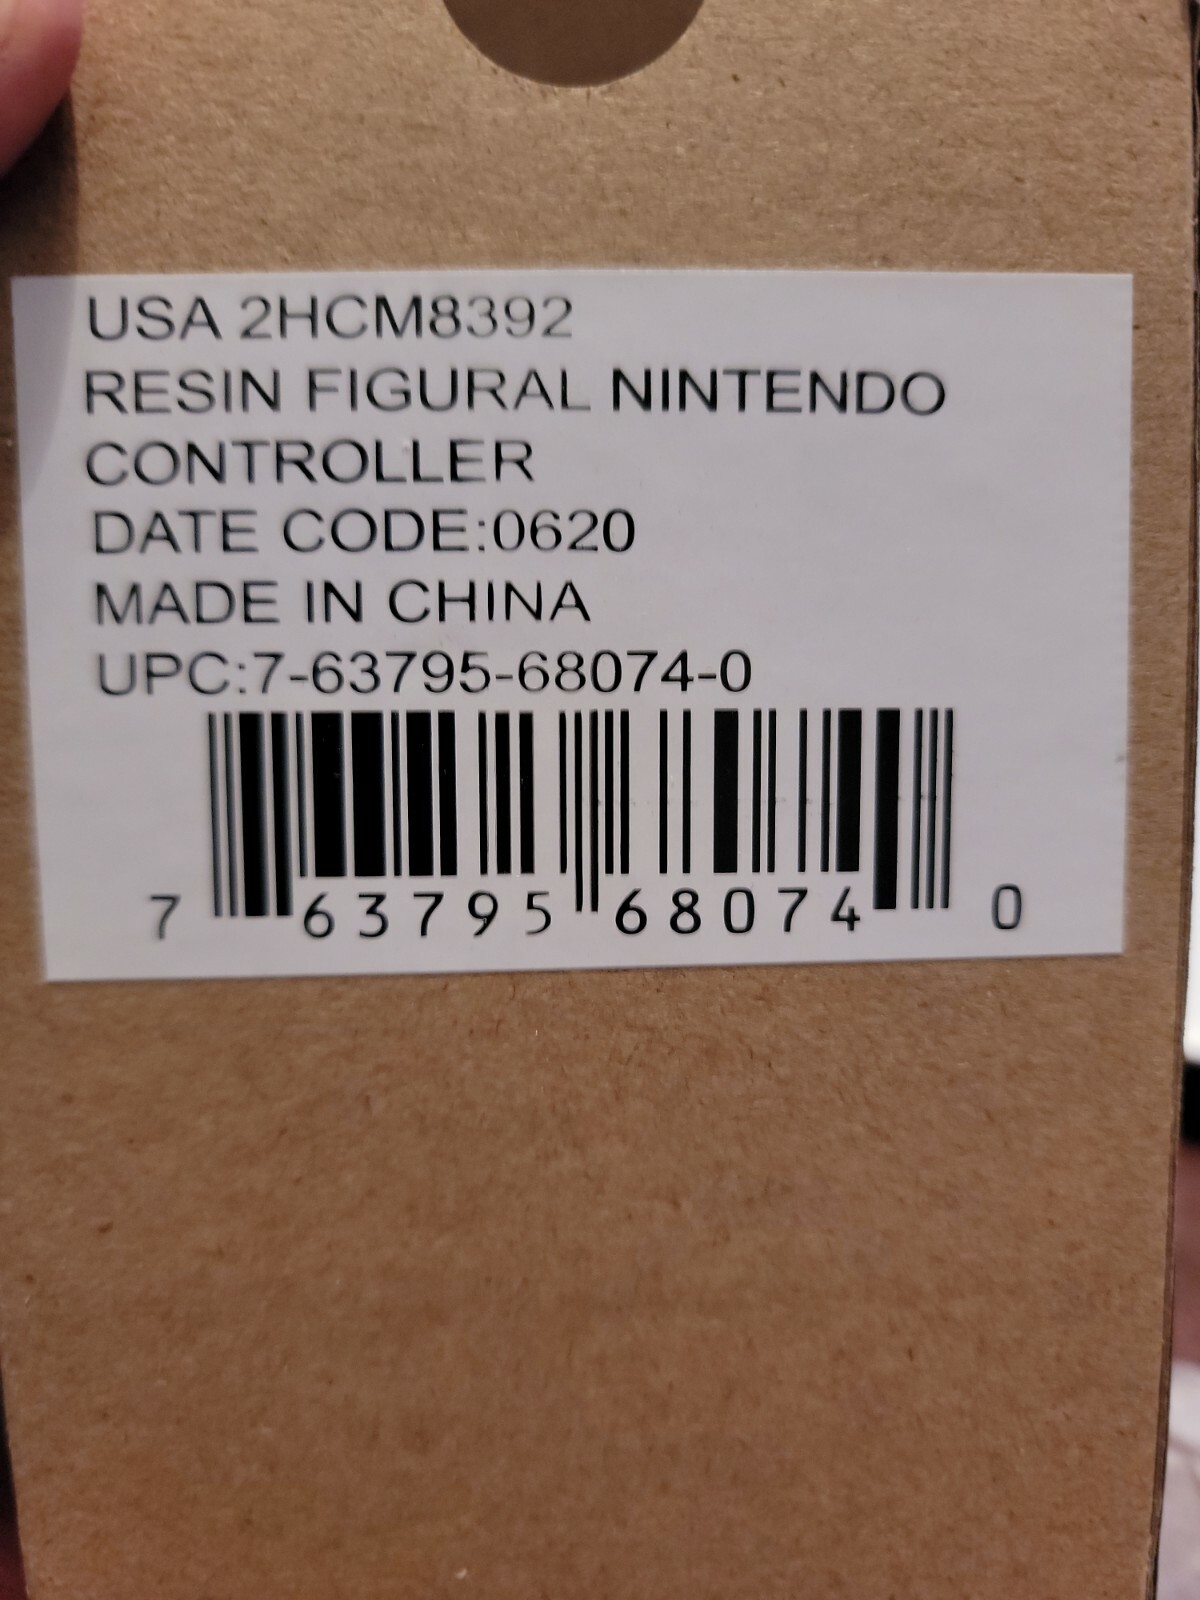 USA 2HCM8392
RESIN FIGURAL NINTENDO
CONTROLLER
DATE CODE:0620
MADE IN CHINA
UPC:7-63795-68074-0
7 63795 68074 0